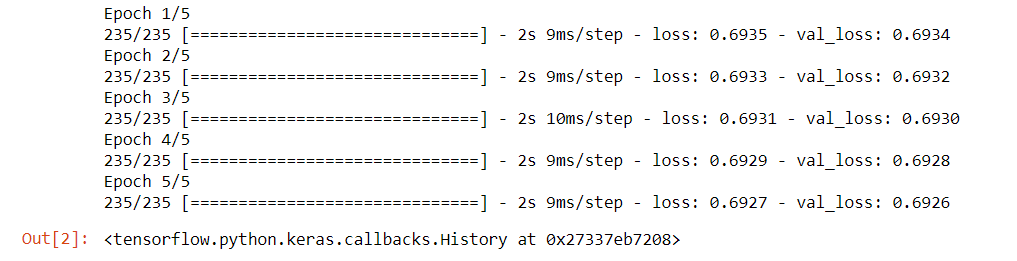 Epoch 1/5
235/235 [==============================] - 2s 9ms/step - loss: 0.6935 - val_loss: 0.6934
Epoch 2/5
235/235 [==============================] - 2s 9ms/step - loss: 0.6933 - val_loss: 0.6932
Epoch 3/5
235/235 [==============================] - 2s 10ms/step - loss: 0.6931 - val_loss: 0.6930
Epoch 4/5
235/235 [==============================] - 2s 9ms/step - loss: 0.6929 - val_loss: 0.6928
Epoch 5/5
235/235 [==============================] - 2s 9ms/step - loss: 0.6927 - val_loss: 0.6926
Out[2]: <tensorflow.python.keras.callbacks.History at 0x27337eb7208>